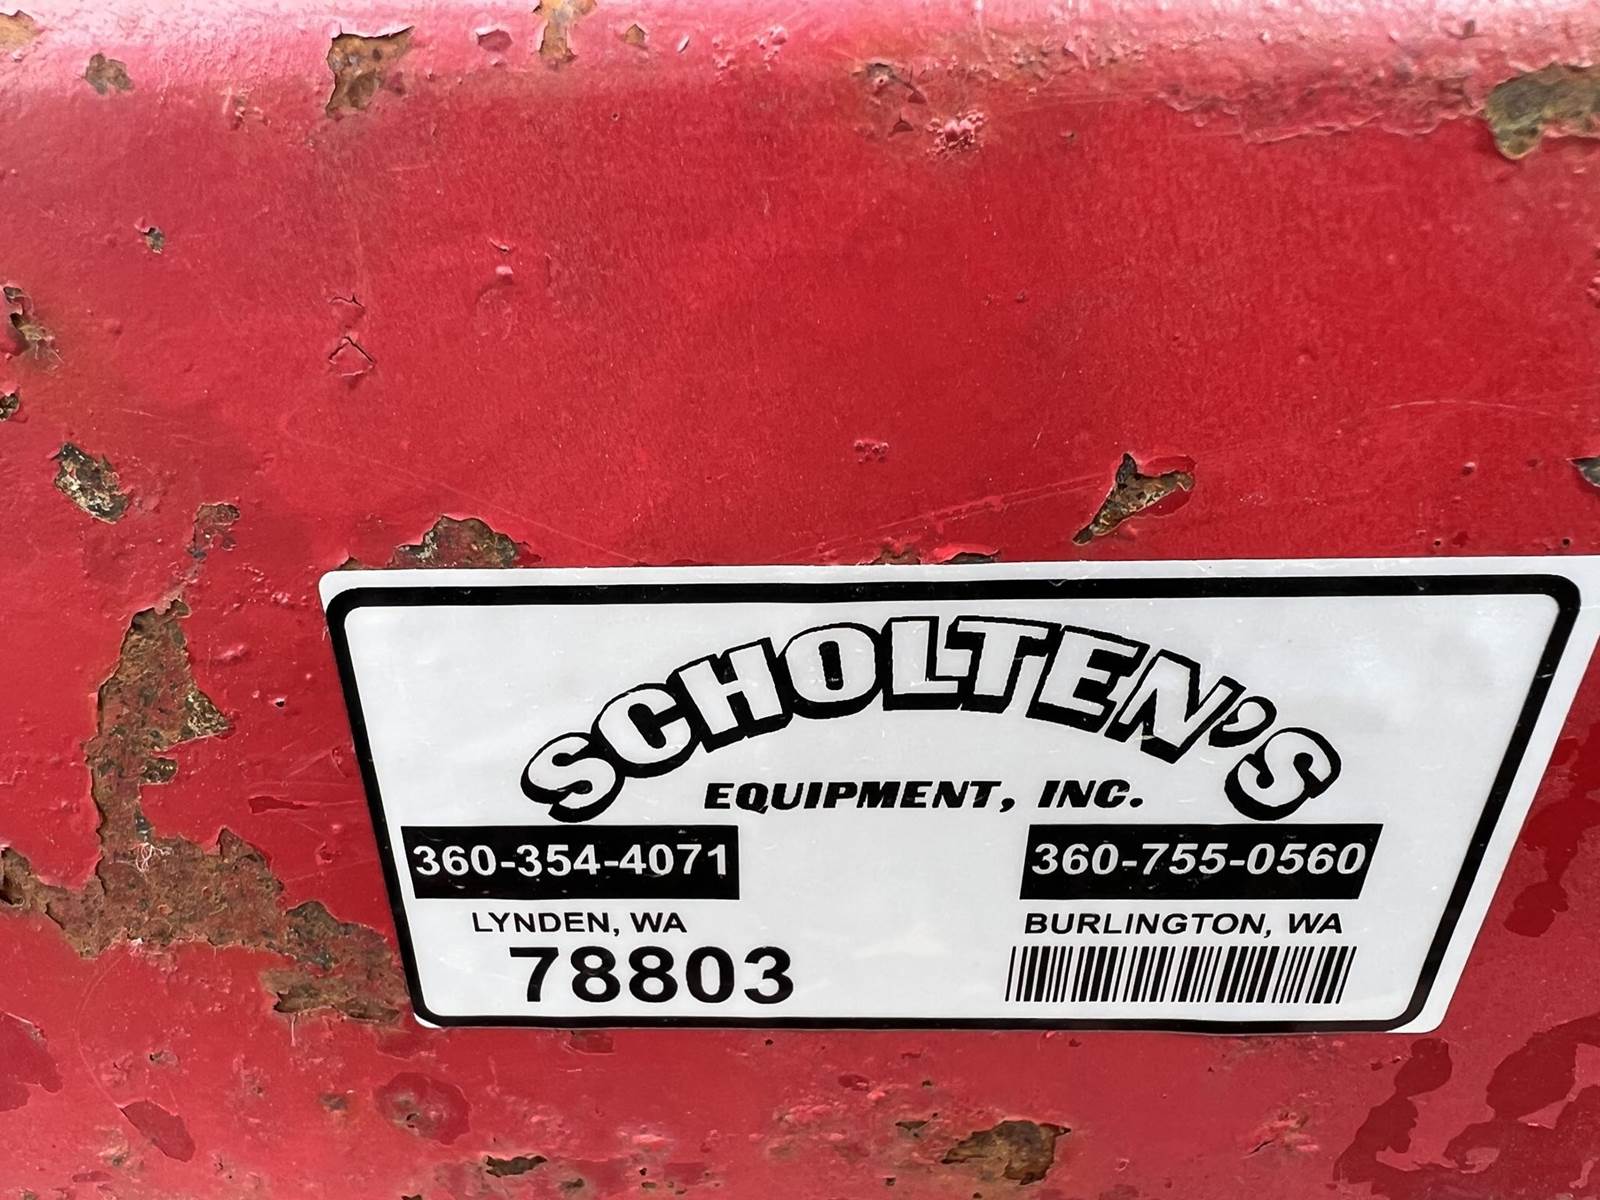 SCHOLTEN'S
EQUIPMENT, INC.
360-354-4071 360-755-0560
LYNDEN, WA BURLINGTON, WA
78803